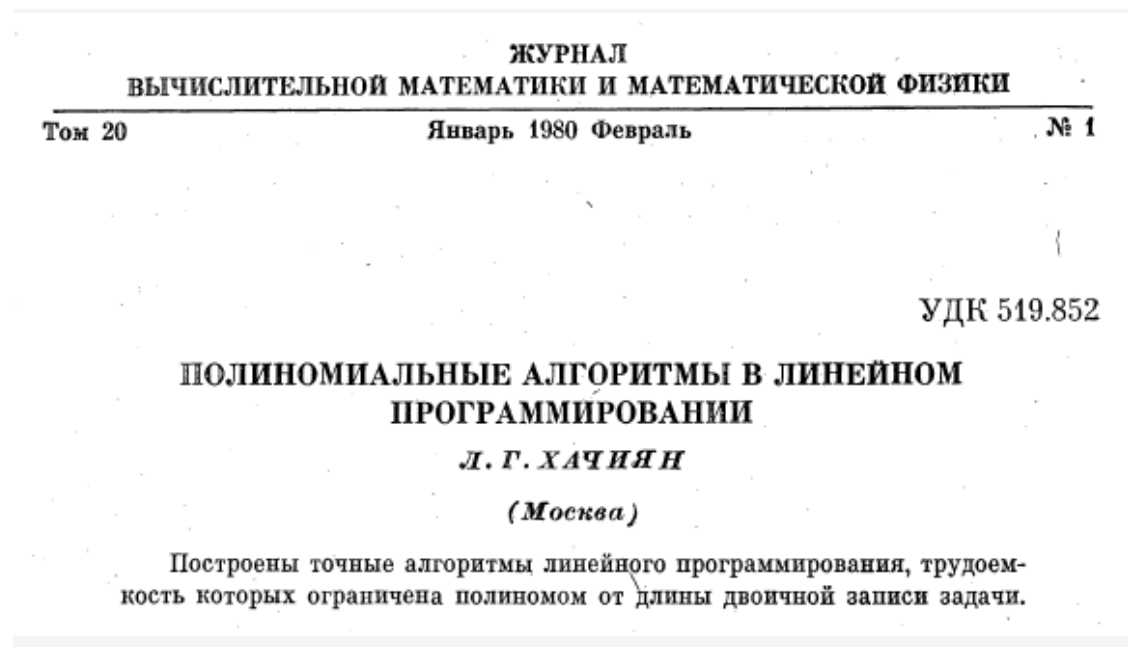 ЖУРНАЛ
ВЫЧИСЛИТЕЛЬНОЙ МАТЕМАТИКИ И МАТЕМАТИЧЕСКОЙ ФИЗИКИ
Том 20 Январь 1980 Февраль № 1
УДК 519.852
ПОЛИНОМИАЛЬНЫЕ АЛГОРИТМЫ В ЛИНЕЙНОМ
ПРОГРАММИРОВАНИИ
Л. Г. ХАЧИЯН
(Москва)
Построены точные алгоритмы линейного программирования, трудоем-
кость которых ограничена полиномом от длины двоичной записи задачи.